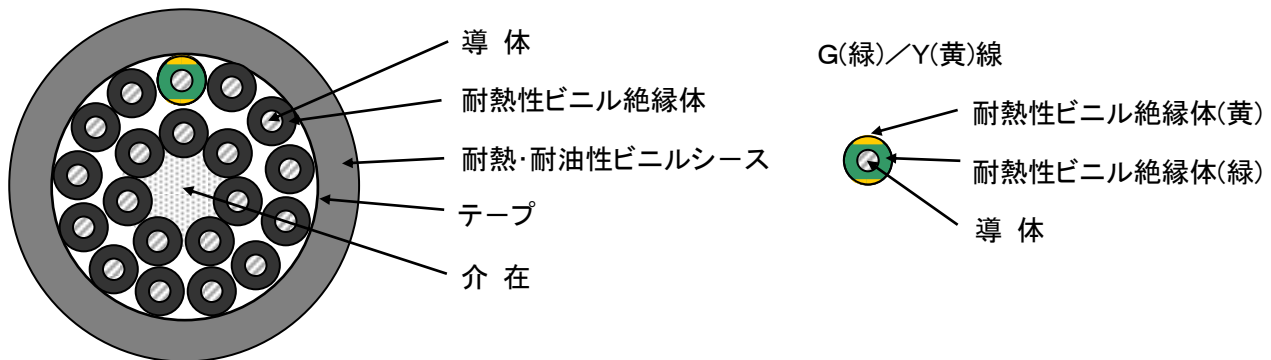 導 体
耐熱性ビニル絶縁体
耐熱・耐油性ビニルシース
テープ
介 在
G(緑)／Y(黄)線
耐熱性ビニル絶縁体(黄)
耐熱性ビニル絶縁体(緑)
導 体